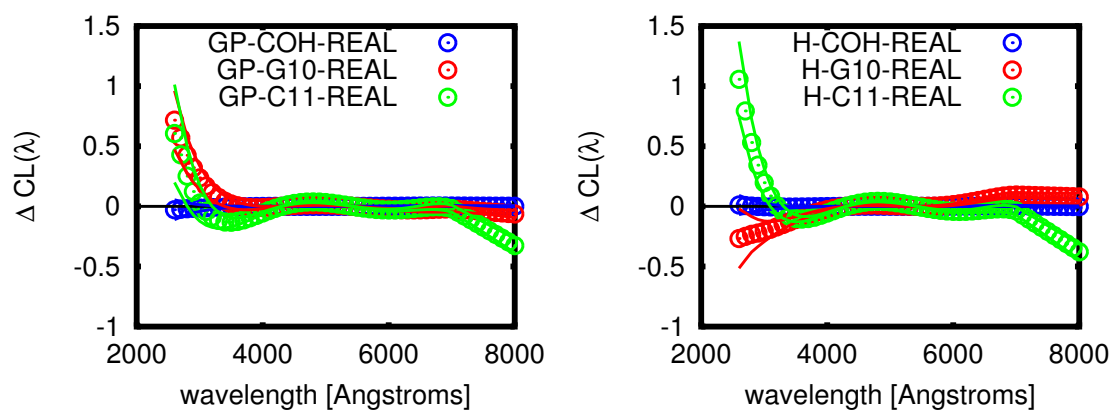 1.5
1
0.5
0
-0.5
-1
Δ CL(λ)
GP-COH-REAL
GP-G10-REAL
GP-C11-REAL
2000 4000 6000 8000
wavelength [Angstroms]
1.5
1
0.5
0
-0.5
-1
Δ CL(λ)
H-COH-REAL
H-G10-REAL
H-C11-REAL
2000 4000 6000 8000
wavelength [Angstroms]